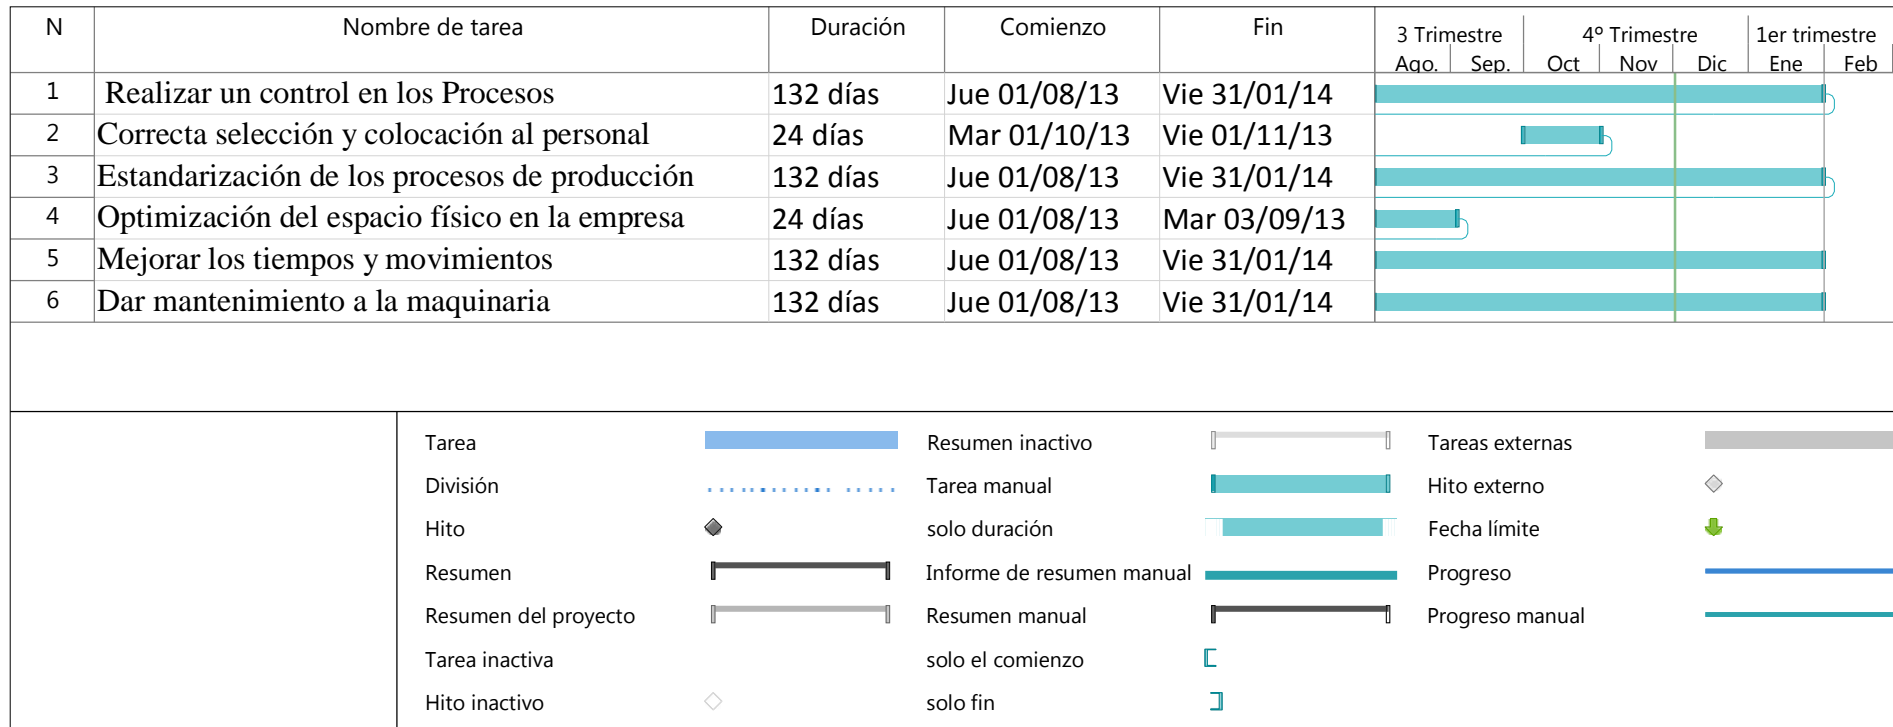 N Nombre de tarea Duración Comienzo Fin 3 Trimestre 4º Trimestre 1er trimestre
Ago. Sep. Oct Nov Dic Ene Feb
1 Realizar un control en los Procesos 132 días Jue 01/08/13 Vie 31/01/14
2 Correcta selección y colocación al personal 24 días Mar 01/10/13 Vie 01/11/13
3 Estandarización de los procesos de producción 132 días Jue 01/08/13 Vie 31/01/14
4 Optimización del espacio físico en la empresa 24 días Jue 01/08/13 Mar 03/09/13
5 Mejorar los tiempos y movimientos 132 días Jue 01/08/13 Vie 31/01/14
6 Dar mantenimiento a la maquinaria 132 días Jue 01/08/13 Vie 31/01/14
Tarea Resumen inactivo Tareas externas
División Tarea manual Hito externo
Hito solo duración Fecha límite
Resumen Informe de resumen manual Progreso
Resumen del proyecto Resumen manual Progreso manual
Tarea inactiva solo el comienzo
Hito inactivo solo fin